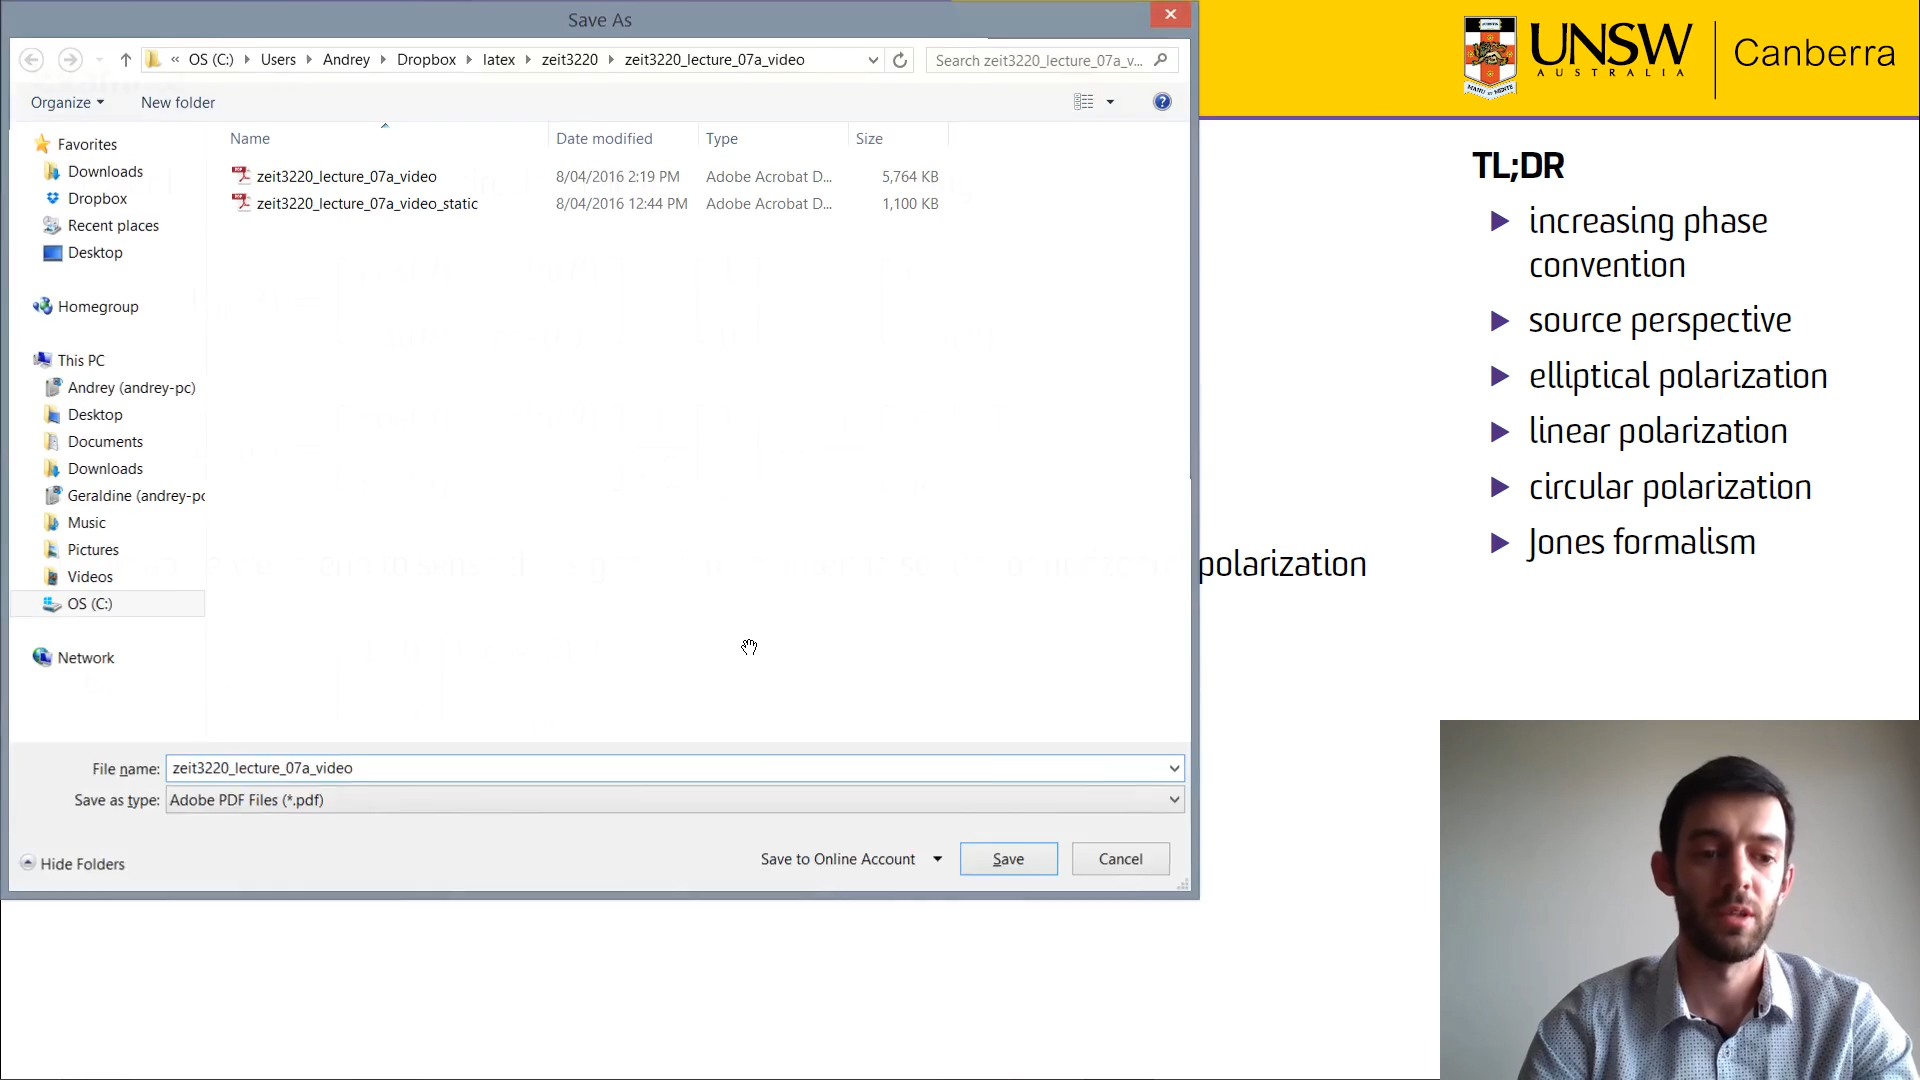 Save As
« OS (C:) Users Andrey Dropbox latex zeit3220 zeit3220_lecture_07a_video
Search zeit3220_lecture_07a_v...
Organize
New folder
Name Date modified Type Size
zeit3220_lecture_07a_video 8/04/2016 2:19 PM Adobe Acrobat D... 5,764 KB
zeit3220_lecture_07a_video_static 8/04/2016 12:44 PM Adobe Acrobat D... 1,100 KB
Favorites
Downloads
Dropbox
Recent places
Desktop
Homegroup
This PC
Andrey (andrey-pc)
Desktop
Documents
Downloads
Geraldine (andrey-pc
Music
Pictures
Videos
OS (C:)
Network
File name: zeit3220_lecture_07a_video
Save as type: Adobe PDF Files (*.pdf)
Hide Folders
Save to Online Account
Save
Cancel
UNSW
AUSTRALIA
Canberra
TL;DR
increasing phase
convention
source perspective
elliptical polarization
linear polarization
circular polarization
Jones formalism
polarization